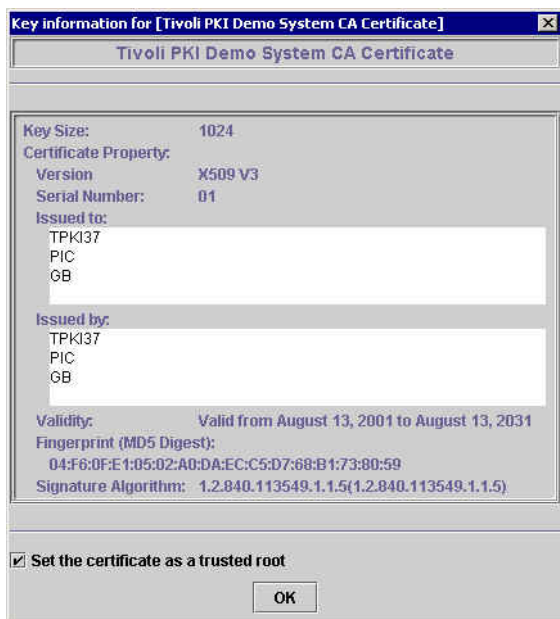 Key information for [Tivoli PKI Demo System CA Certificate]
Tivoli PKI Demo System CA Certificate
Key Size: 1024
Certificate Property:
Version X509 V3
Serial Number: 01
Issued to:
TPKI37
PIC
GB
Issued by:
TPKI37
PIC
GB
Validity: Valid from August 13, 2001 to August 13, 2031
Fingerprint (MD5 Digest):
04:F6:0F:E1:05:02:A0:DA:EC:C5:D7:68:B1:73:80:59
Signature Algorithm: 1.2.840.113549.1.1.5(1.2.840.113549.1.1.5)
Set the certificate as a trusted root
OK